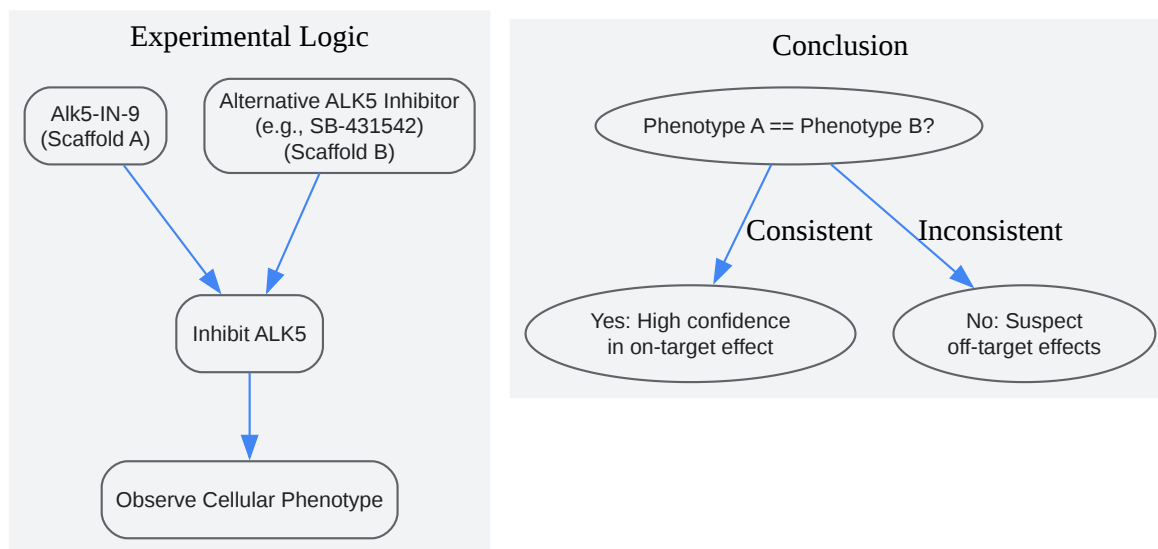 Experimental Logic
Alk5-IN-9
(Scaffold A)
Alternative ALK5 Inhibitor
(e.g., SB-431542)
(Scaffold B)
Inhibit ALK5
Observe Cellular Phenotype
Conclusion
Phenotype A == Phenotype B?
Consistent
Inconsistent
Yes: High confidence
in on-target effect
No: Suspect
off-target effects